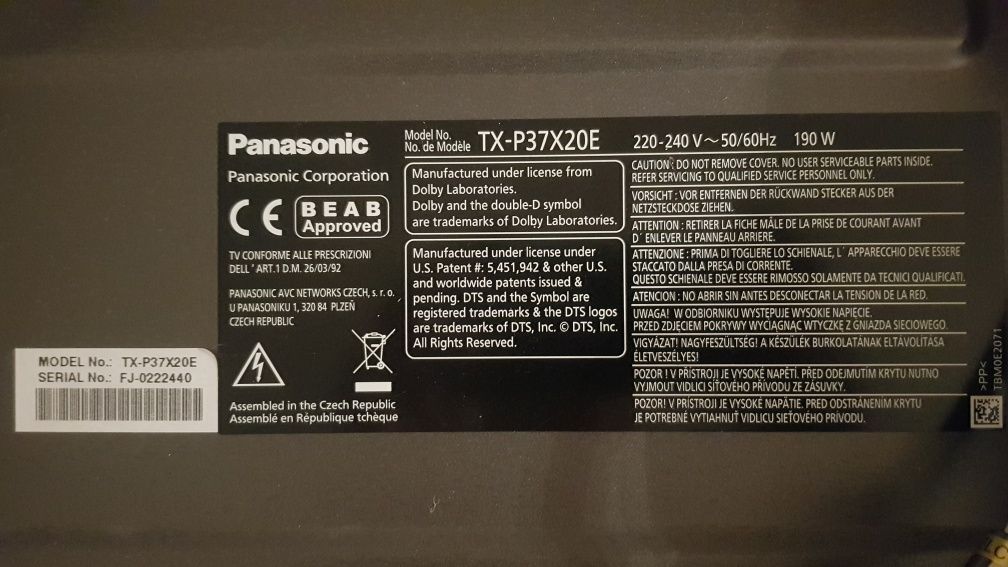 Panasonic
Panasonic Corporation
CE
BEAB
Approved
TV CONFORME ALLE PRESCRIZIONI
DELL 'ART.1 D.M. 26/03/92
PANASONIC AVC NETWORKS CZECH, s. r. o.
U PANASONIKU 1, 320 84 PLZEŇ
CZECH REPUBLIC
Assembled in the Czech Republic
Assemblé en République tchèque
MODEL No.: TX-P37X20E
SERIAL No.: FJ-0222440
Model No.
No. de Modèle
TX-P37X20E
220-240 V～50/60Hz 190 W
Manufactured under license from
Dolby Laboratories.
Dolby and the double-D symbol
are trademarks of Dolby Laboratories.
Manufactured under license under
U.S. Patent #: 5,451,942 & other U.S.
and worldwide patents issued &
pending. DTS and the Symbol are
registered trademarks & the DTS logos
are trademarks of DTS, Inc. © DTS, Inc.
All Rights Reserved.
CAUTION: DO NOT REMOVE COVER. NO USER SERVICEABLE PARTS INSIDE.
REFER SERVICING TO QUALIFIED SERVICE PERSONNEL ONLY.
VORSICHT : VOR ENTFERNEN DER RÜCKWAND STECKER AUS DER
NETZSTECKDOSE ZIEHEN.
ATTENTION : RETIRER LA FICHE MÂLE DE LA PRISE DE COURANT AVANT
D´ ENLEVER LE PANNEAU ARRIERE.
ATTENZIONE : PRIMA DI TOGLIERE LO SCHIENALE, L´ APPARECCHIO DEVE ESSERE
STACCATO DALLA PRESA DI CORRENTE.
QUESTO SCHIENALE DEVE ESSERE RIMOSSO SOLAMENTE DA TECNICI QUALIFICATI.
ATENCION : NO ABRIR SIN ANTES DESCONECTAR LA TENSION DE LA RED.
UWAGA! W ODBIORNIKU WYSTĘPUJE WYSOKIE NAPIĘCIE.
PRZED ZDJĘCIEM POKRYWY WYCIĄGNĄĆ WTYCZKĘ Z GNIAZDA SIECIOWEGO.
VIGYÁZAT! NAGYFESZÜLTSÉG! A KÉSZÜLÉK BURKOLATÁNAK ELTÁVOLÍTÁSA
ÉLETVESZÉLYES!
POZOR ! V PŘÍSTROJI JE VYSOKÉ NAPĚTÍ. PŘED ODEJMUTÍM KRYTU NUTNO
VYJMOUT VIDLICI SÍŤOVÉHO PŘÍVODU ZE ZÁSUVKY.
POZOR! V PRÍSTROJI JE VYSOKÉ NAPÄTIE. PRED ODSTRÁNENÍM KRYTU
JE POTREBNÉ VYTIAHNUŤ VIDLICU SIEŤOVÉHO PRÍVODU.
>PP<
TBM0E2071